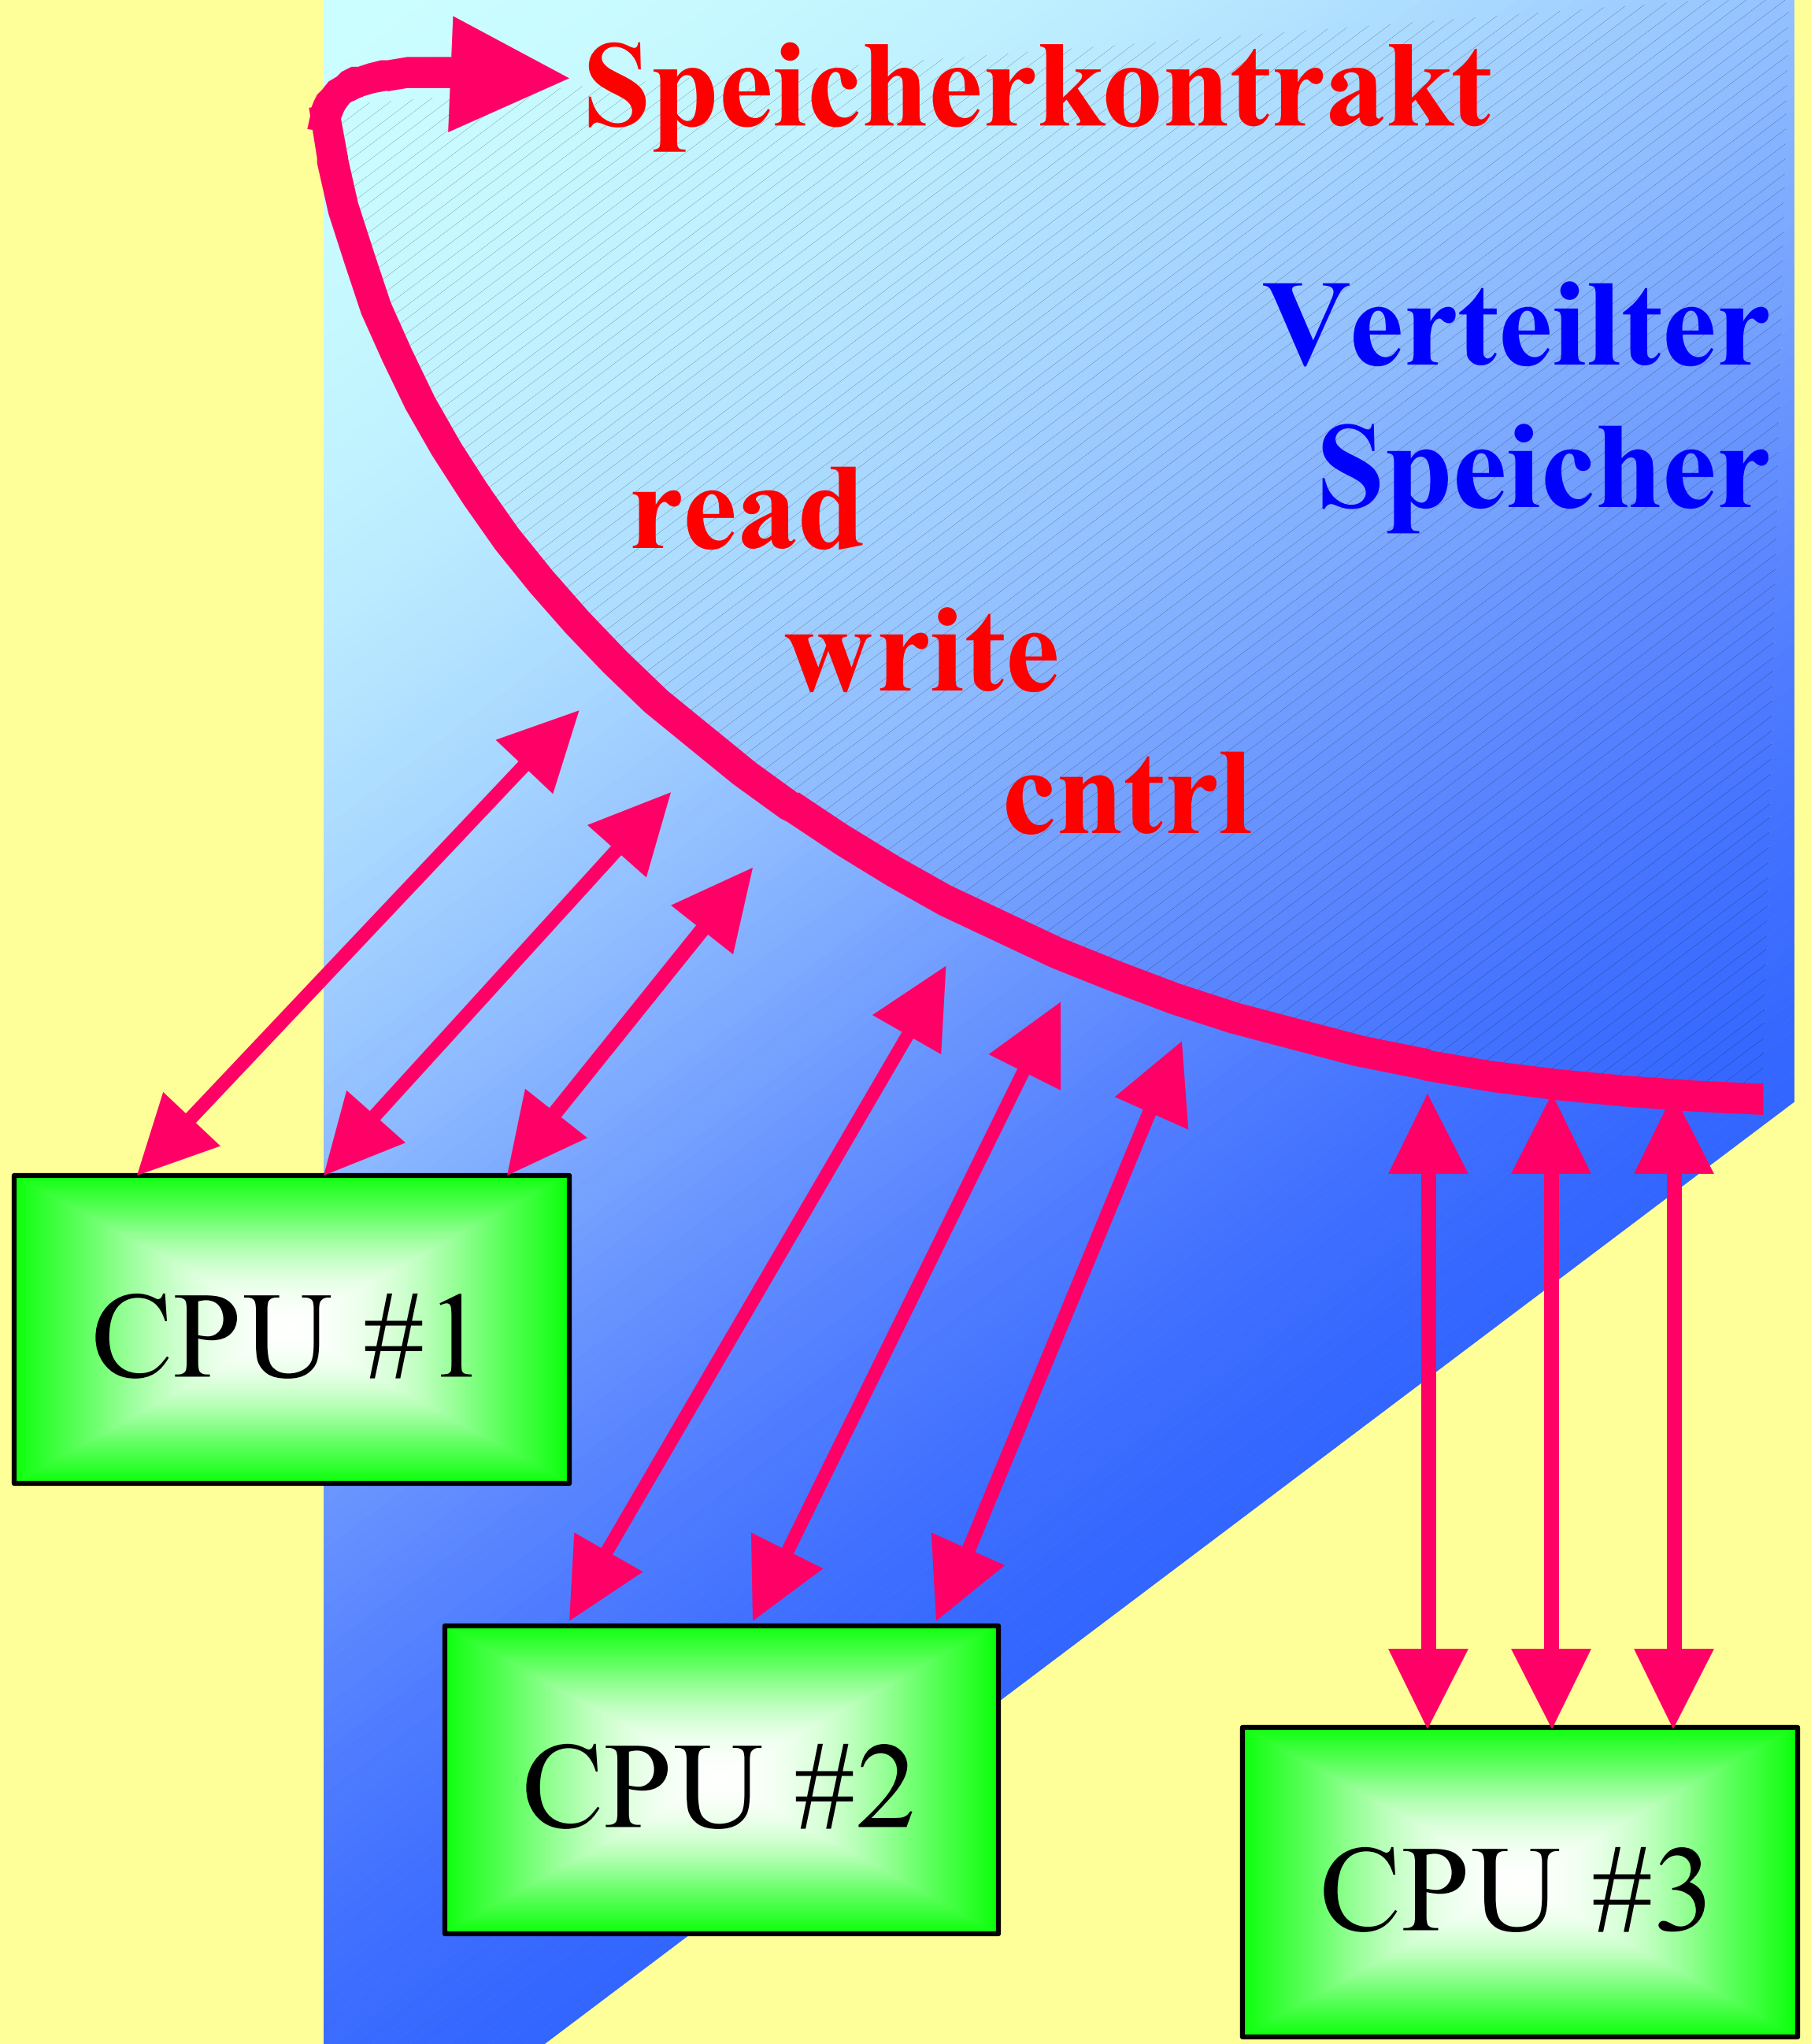 Speicherkontrakt
Verteilter
Speicher
read
write
cntrl
CPU #1
CPU #2
CPU #3